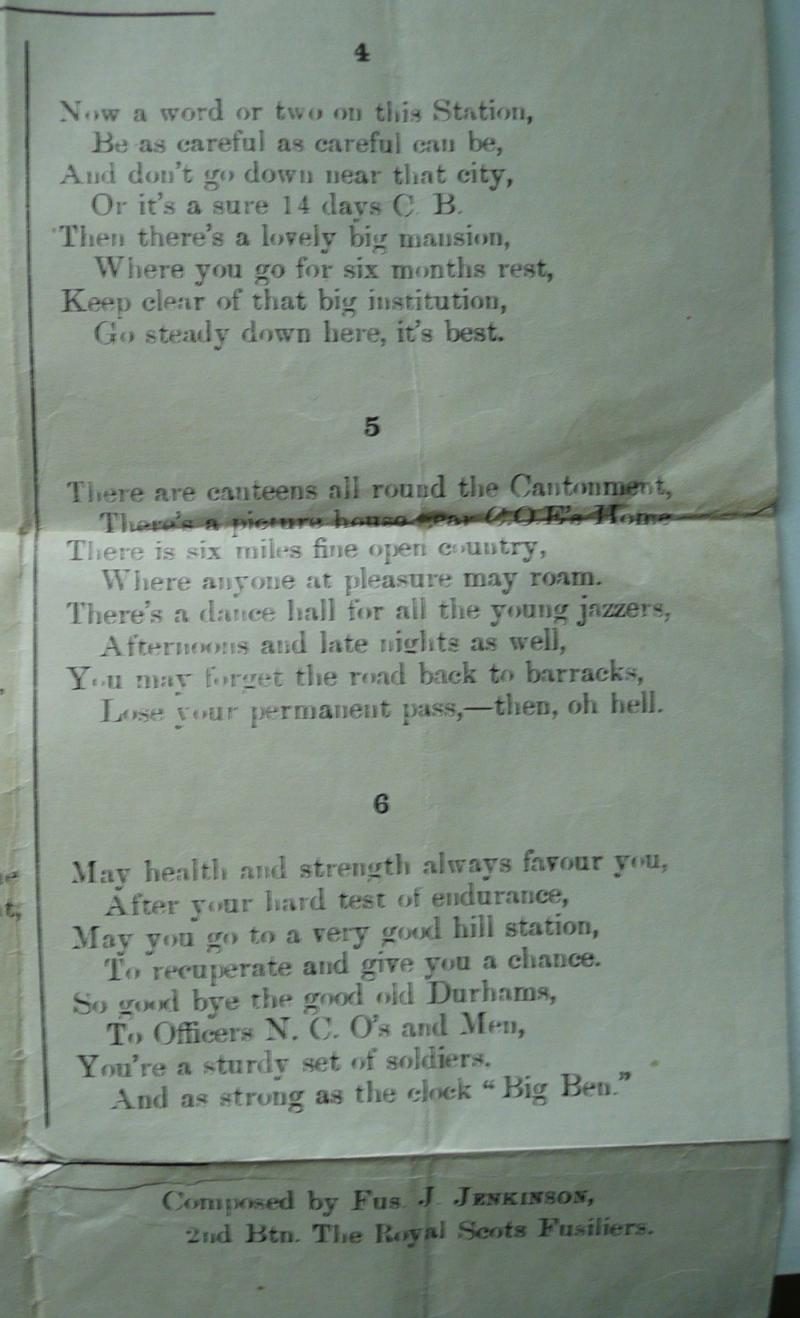 4
Now a word or two on this Station,
Be as careful as careful can be,
And don't go down near that city,
Or it's a sure 14 days C. B.
Then there's a lovely big mansion,
Where you go for six months rest,
Keep clear of that big institution,
Go steady down here, it's best.
5
There are canteens all round the Cantonment,
There's a picture house near C.O.E's Home
There is six miles fine open country,
Where anyone at pleasure may roam.
There's a dance hall for all the young jazzers,
Afternoons and late nights as well,
You may forget the road back to barracks,
Lose your permanent pass,—then, oh hell.
6
May health and strength always favour you,
After your hard test of endurance,
May you go to a very good hill station,
To recuperate and give you a chance.
So good bye the good old Durhams,
To Officers N. C. O's and Men,
You're a sturdy set of soldiers.
And as strong as the clock “Big Ben.”
Composed by Fus. J. JENKINSON,
2nd Btn. The Royal Scots Fusiliers.